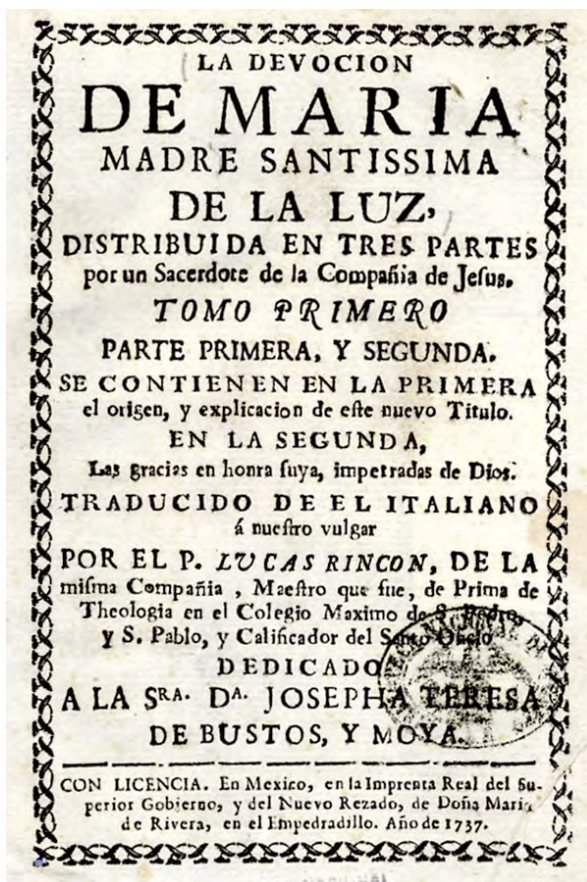 LA DEVOCION
DE MARIA
MADRE SANTISSIMA
DE LA LUZ,
DISTRIBUIDA EN TRES PARTES
por un Sacerdote de la Compañia de Jesus.
TOMO PRIMERO
PARTE PRIMERA, Y SEGUNDA.
SE CONTIENEN EN LA PRIMERA
el origen, y explicacion de eſte nuevo Titulo.
EN LA SEGUNDA,
Las gracias en honra ſuya, impetradas de Dios.
TRADUCIDO DE EL ITALIANO
á nueſtro vulgar
POR EL P. LVCAS RINCON, DE LA
miſma Compañia, Maeſtro que fue, de Prima de
Theologia en el Colegio Maximo de S. Pedro,
y S. Pablo, y Calificador del Santo Oficio
DEDICADO
A LA SRA. DA. JOSEPHA TERESA
DE BUSTOS, Y MOYA.
CON LICENCIA. En Mexico, en la Imprenta Real del Su-
perior Gobierno, y del Nuevo Rezado, de Doña Maria
de Rivera, en el Empedradillo. Año de 1737.